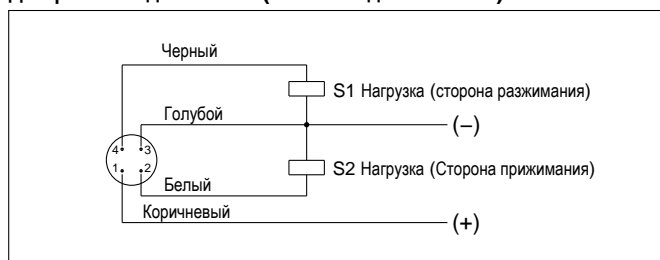 Черный
S1 Нагрузка (сторона разжимания)
Голубой
(–)
4 3
1 2
S2 Нагрузка (Сторона прижимания)
Белый
Коричневый
(+)